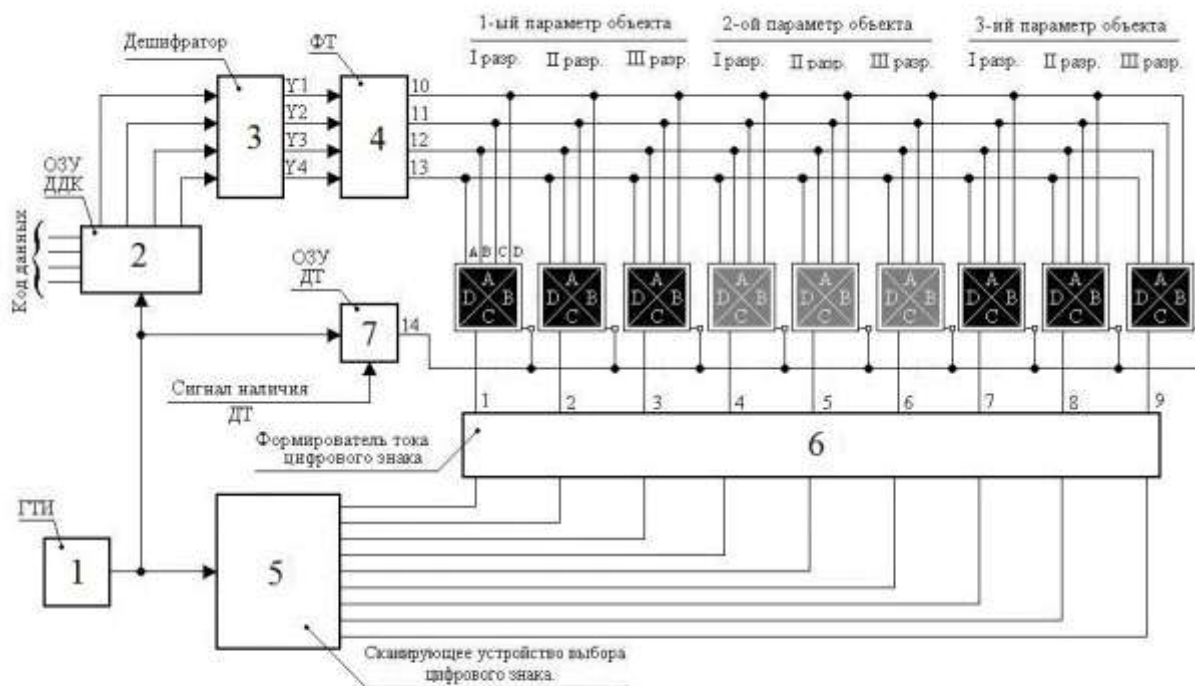 1-ый параметр объекта
2-ой параметр объекта
3-ий параметр объекта
Дешифратор
ФТ
I разр.
II разр.
III разр.
I разр.
II разр.
III разр.
I разр.
II разр.
III разр.
Y1
10
Y2
11
3
4
Y3
12
Y4
13
ОЗУ
ДДК
Код данных
2
ОЗУ
ДТ
7
14
A B C D
A
D B
C
A
D B
C
A
D B
C
A
D B
C
A
D B
C
A
D B
C
A
D B
C
A
D B
C
A
D B
C
Сигнал наличия
ДТ
1 2 3 4 5 6 7 8 9
Формирователь тока
цифрового знака
6
ГТИ
1
5
Сканирующее устройство выбора
цифрового знака.